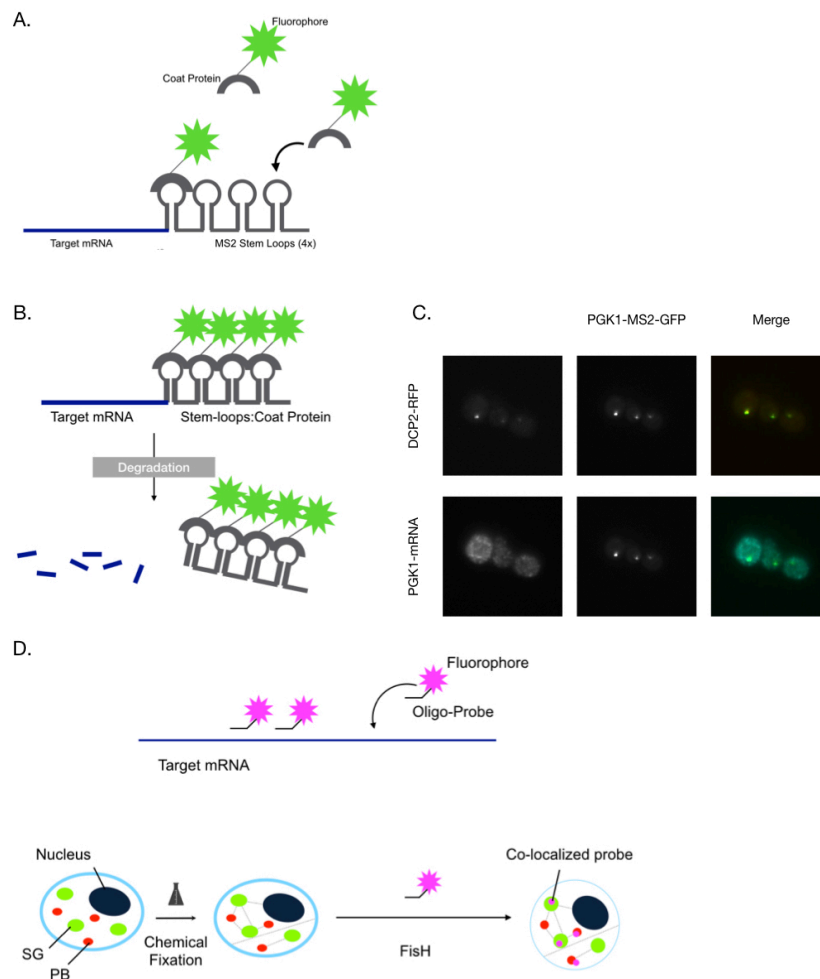 A.
Fluorophore
Coat Protein
Target mRNA
MS2 Stem Loops (4x)
B.
Target mRNA
Stem-loops:Coat Protein
Degradation
C.
PGK1-MS2-GFP
Merge
DCP2-RFP
PGK1-mRNA
D.
Fluorophore
Oligo-Probe
Target mRNA
Nucleus
SG
PB
Chemical
Fixation
FisH
Co-localized probe